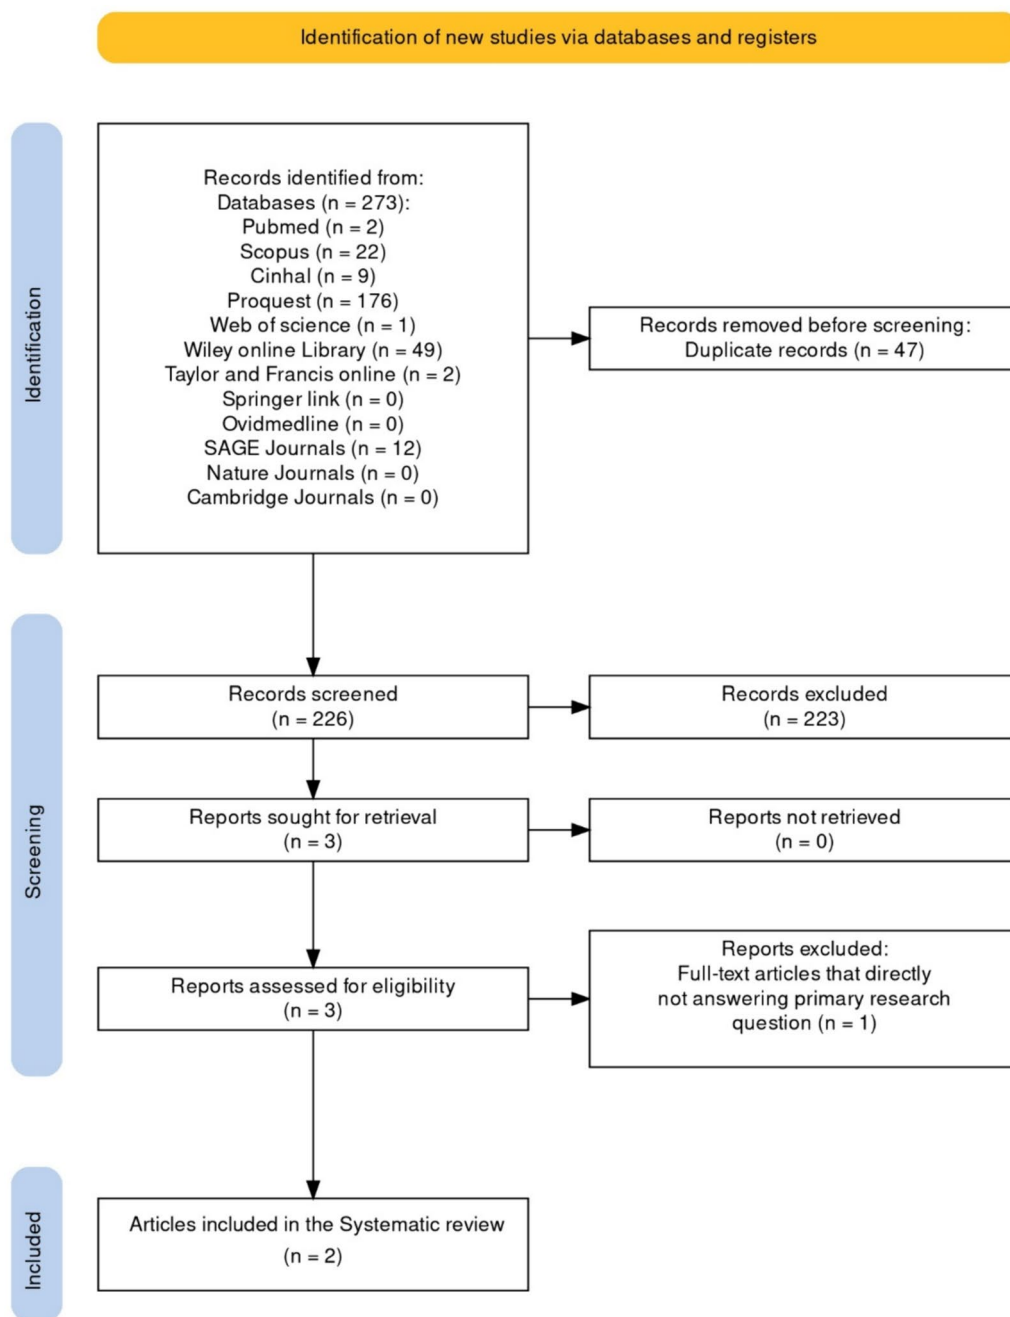 Identification of new studies via databases and registers
Identification
Records identified from:
Databases (n = 273):
Pubmed (n = 2)
Scopus (n = 22)
Cinhal (n = 9)
Proquest (n = 176)
Web of science (n = 1)
Wiley online Library (n = 49)
Taylor and Francis online (n = 2)
Springer link (n = 0)
Ovidmedline (n = 0)
SAGE Journals (n = 12)
Nature Journals (n = 0)
Cambridge Journals (n = 0)
Records removed before screening:
Duplicate records (n = 47)
Screening
Records screened
(n = 226)
Records excluded
(n = 223)
Reports sought for retrieval
(n = 3)
Reports not retrieved
(n = 0)
Reports assessed for eligibility
(n = 3)
Reports excluded:
Full-text articles that directly
not answering primary research
question (n = 1)
Included
Articles included in the Systematic review
(n = 2)